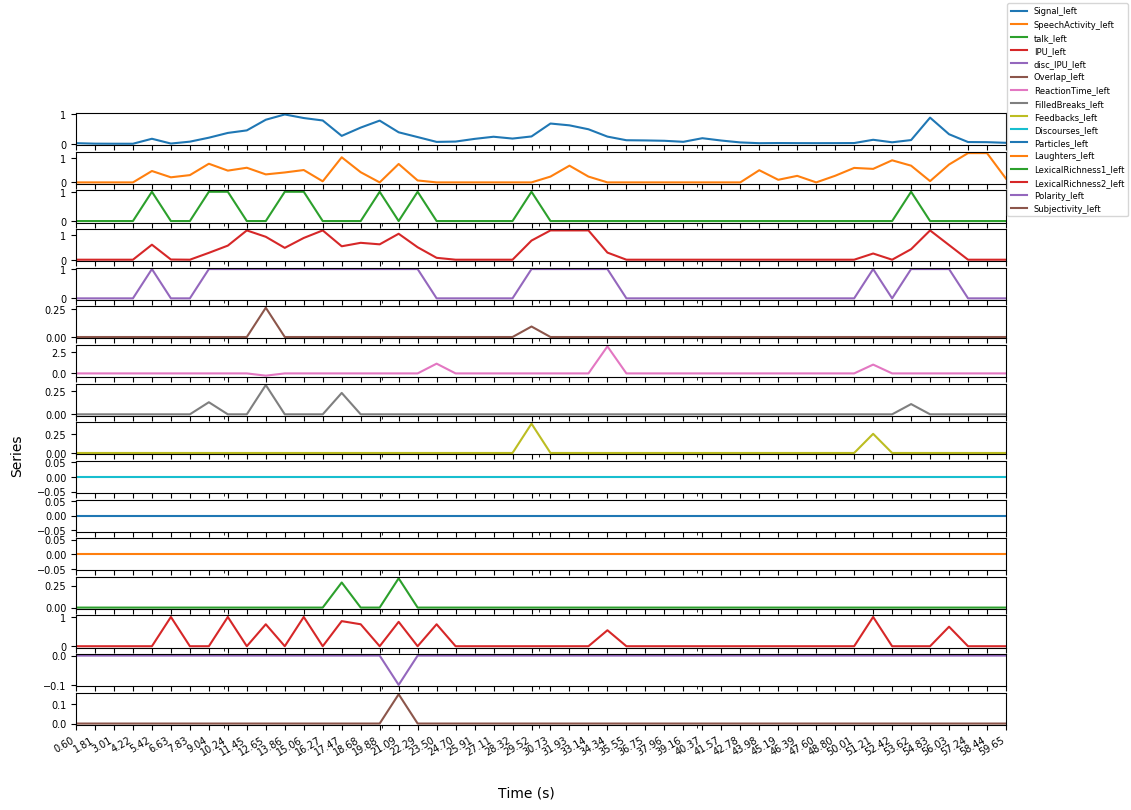 Signal_left
SpeechActivity_left
talk_left
IPU_left
disc_IPU_left
Overlap_left
ReactionTime_left
FilledBreaks_left
Feedbacks_left
Discourses_left
Particles_left
Laughters_left
LexicalRichness1_left
LexicalRichness2_left
Polarity_left
Subjectivity_left
1
0
1
0
1
0
1
0
1
0
0.25
0.00
2.5
0.0
0.25
0.00
0.25
0.00
0.05
0.00
−0.05
0.05
0.00
−0.05
0.05
0.00
−0.05
0.25
0.00
1
0
0.0
−0.1
0.1
0.0
Series
0.60 1.81 3.01 4.22 5.42 6.63 7.83 9.04 10.24 11.45 12.65 13.86 15.06 16.27 17.47 18.68 19.88 21.09 22.29 23.50 24.70 25.91 27.11 28.32 29.52 30.73 31.93 33.14 34.34 35.55 36.75 37.96 39.16 40.37 41.57 42.78 43.98 45.19 46.39 47.60 48.80 50.01 51.21 52.42 53.62 54.83 56.03 57.24 58.44 59.65
Time (s)